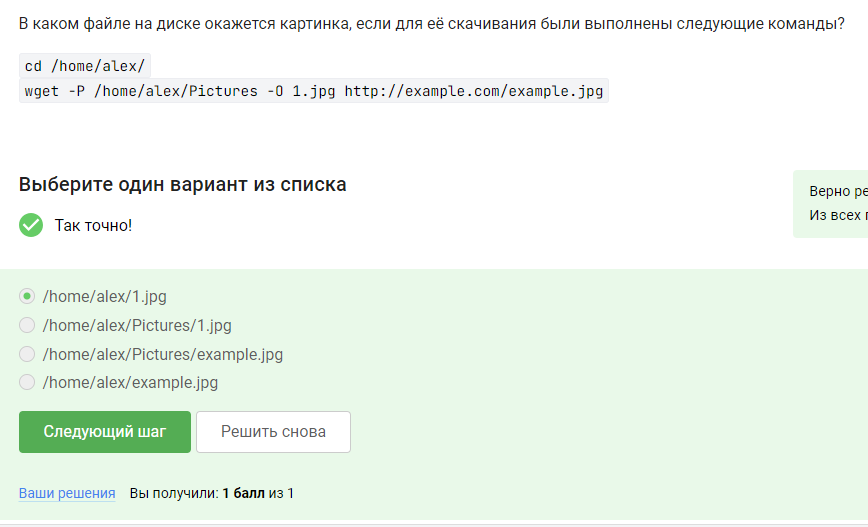 В каком файле на диске окажется картинка, если для её скачивания были выполнены следующие команды?
cd /home/alex/
wget -P /home/alex/Pictures -O 1.jpg http://example.com/example.jpg
Выберите один вариант из списка
Так точно!
Верно ре
Из всех
/home/alex/1.jpg
/home/alex/Pictures/1.jpg
/home/alex/Pictures/example.jpg
/home/alex/example.jpg
Следующий шаг
Решить снова
Ваши решения Вы получили: 1 балл из 1